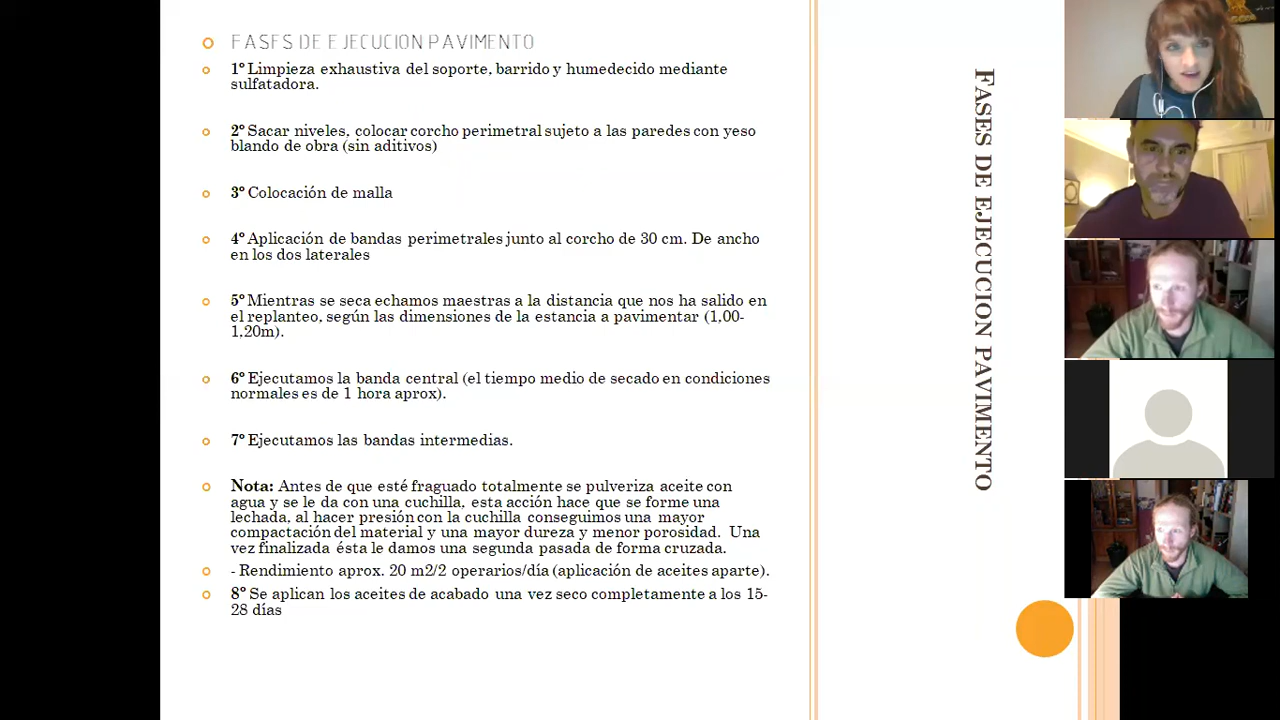 FASES DE EJECUCION PAVIMENTO
1º Limpieza exhaustiva del soporte, barrido y humedecido mediante
sulfatadora.
2º Sacar niveles, colocar corcho perimetral sujeto a las paredes con yeso
blando de obra (sin aditivos)
3º Colocación de malla
4º Aplicación de bandas perimetrales junto al corcho de 30 cm. De ancho
en los dos laterales
5º Mientras se seca echamos maestras a la distancia que nos ha salido en
el replanteo, según las dimensiones de la estancia a pavimentar (1,00-
1,20m).
6º Ejecutamos la banda central (el tiempo medio de secado en condiciones
normales es de 1 hora aprox).
7º Ejecutamos las bandas intermedias.
Nota: Antes de que esté fraguado totalmente se pulveriza aceite con
agua y se le da con una cuchilla, esta acción hace que se forme una
lechada, al hacer presión con la cuchilla conseguimos una mayor
compactación del material y una mayor dureza y menor porosidad. Una
vez finalizada ésta le damos una segunda pasada de forma cruzada.
- Rendimiento aprox. 20 m2/2 operarios/día (aplicación de aceites aparte).
8º Se aplican los aceites de acabado una vez seco completamente a los 15-
28 días
FASES DE EJECUCION PAVIMENTO